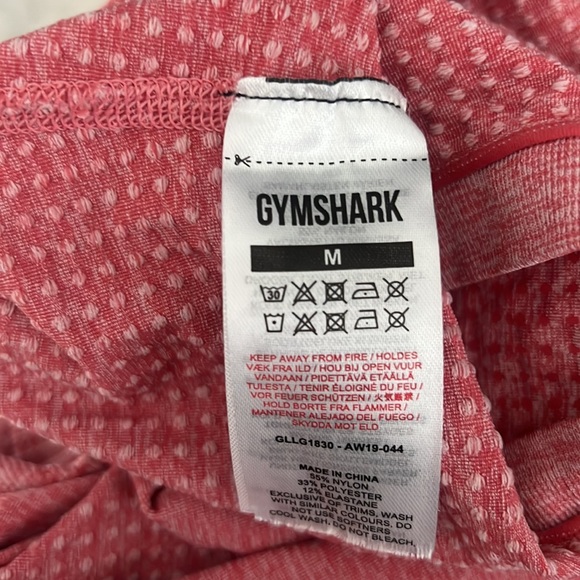 GYMSHARK
M
30
KEEP AWAY FROM FIRE / HOLDES
VÆK FRA ILD / HOU BIJ OPEN VUUR
VANDAAN / PIDETTÄVÄ ETÄÄLLÄ
TULESTA / TENIR ÉLOIGNÉ DU FEU /
VOR FEUER SCHÜTZEN / 火気厳禁 /
HOLD BORTE FRA FLAMMER /
MANTENER ALEJADO DEL FUEGO /
SKYDDA MOT ELD
GLLG1830 - AW19-044
MADE IN CHINA
55% NYLON
33% POLYESTER
12% ELASTANE
EXCLUSIVE OF TRIMS, WASH
WITH SIMILAR COLOURS, DO
NOT USE SOFTNERS
COOL WASH, DO NOT BLEACH,